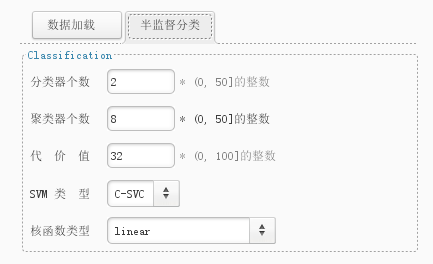 数据加载 半监督分类
Classification
分类器个数 2 * (0, 50]的整数
聚类器个数 8 * (0, 50]的整数
代 价 值 32 * (0, 100]的整数
SVM 类 型 C-SVC
核函数类型 linear